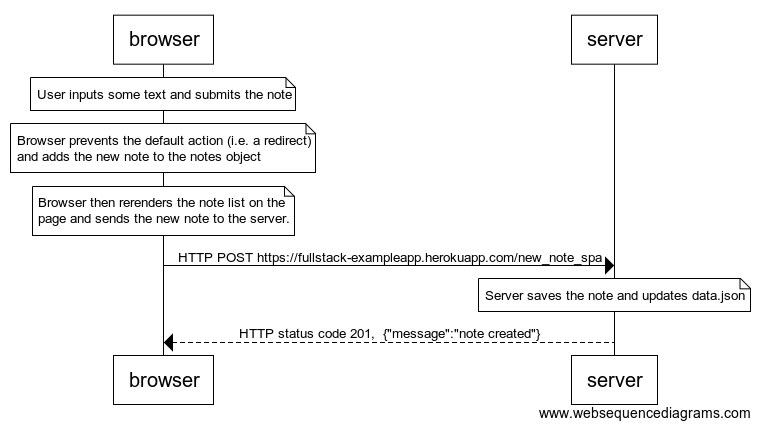 browser
server
User inputs some text and submits the note
Browser prevents the default action (i.e. a redirect)
and adds the new note to the notes object
Browser then rerenders the note list on the
page and sends the new note to the server.
HTTP POST https://fullstack-exampleapp.herokuapp.com/new_note_spa
Server saves the note and updates data.json
HTTP status code 201,  {"message":"note created"}
browser
server
www.websequencediagrams.com